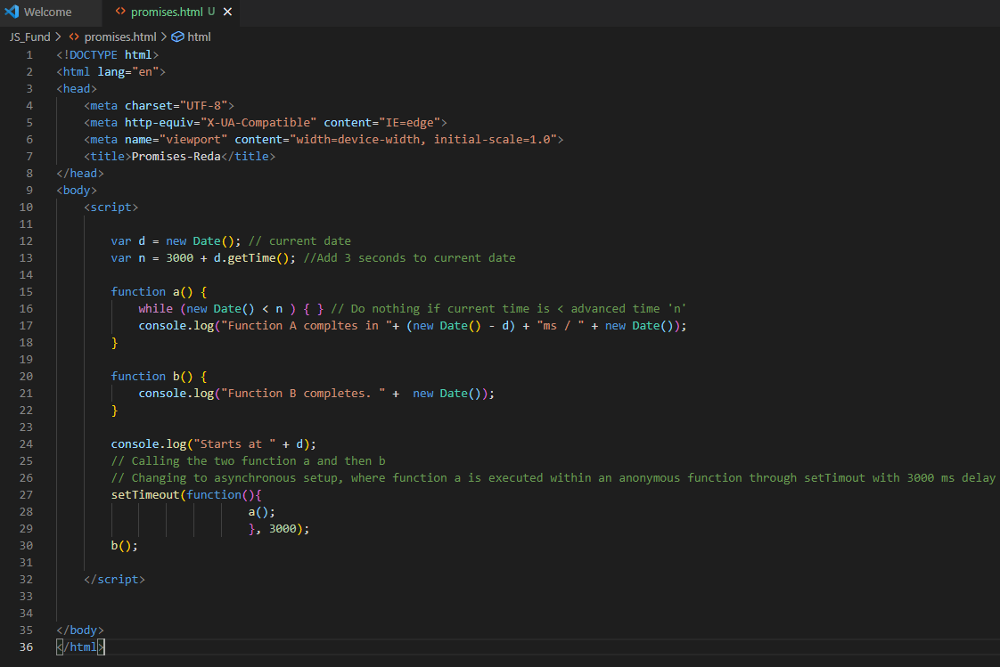 Welcome
promises.html U
JS_Fund > promises.html > html
1 <!DOCTYPE html>
2 <html lang="en">
3 <head>
4 <meta charset="UTF-8">
5 <meta http-equiv="X-UA-Compatible" content="IE=edge">
6 <meta name="viewport" content="width=device-width, initial-scale=1.0">
7 <title>Promises-Reda</title>
8 </head>
9 <body>
10 <script>
11
12 var d = new Date(); // current date
13 var n = 3000 + d.getTime(); //Add 3 seconds to current date
14
15 function a() {
16 while (new Date() < n ) { } // Do nothing if current time is < advanced time 'n'
17 console.log("Function A compltes in "+ (new Date() - d) + "ms / " + new Date());
18 }
19
20 function b() {
21 console.log("Function B completes. " +  new Date());
22 }
23
24 console.log("Starts at " + d);
25 // Calling the two function a and then b
26 // Changing to asynchronous setup, where function a is executed within an anonymous function through setTimout with 3000 ms delay
27 setTimeout(function(){
28 a();
29 }, 3000);
30 b();
31
32 </script>
33
34
35 </body>
36 </html>